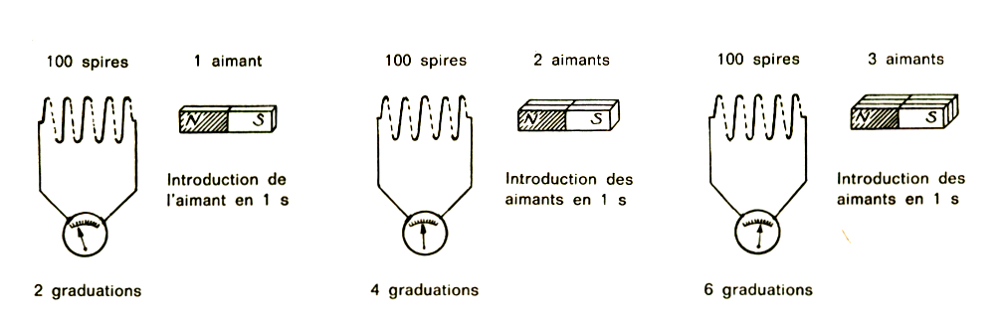 100 spires
1 aimant
N S
Introduction de
l'aimant en 1 s
2 graduations
100 spires
2 aimants
N S
Introduction des
aimants en 1 s
4 graduations
100 spires
3 aimants
N S
Introduction des
aimants en 1 s
6 graduations